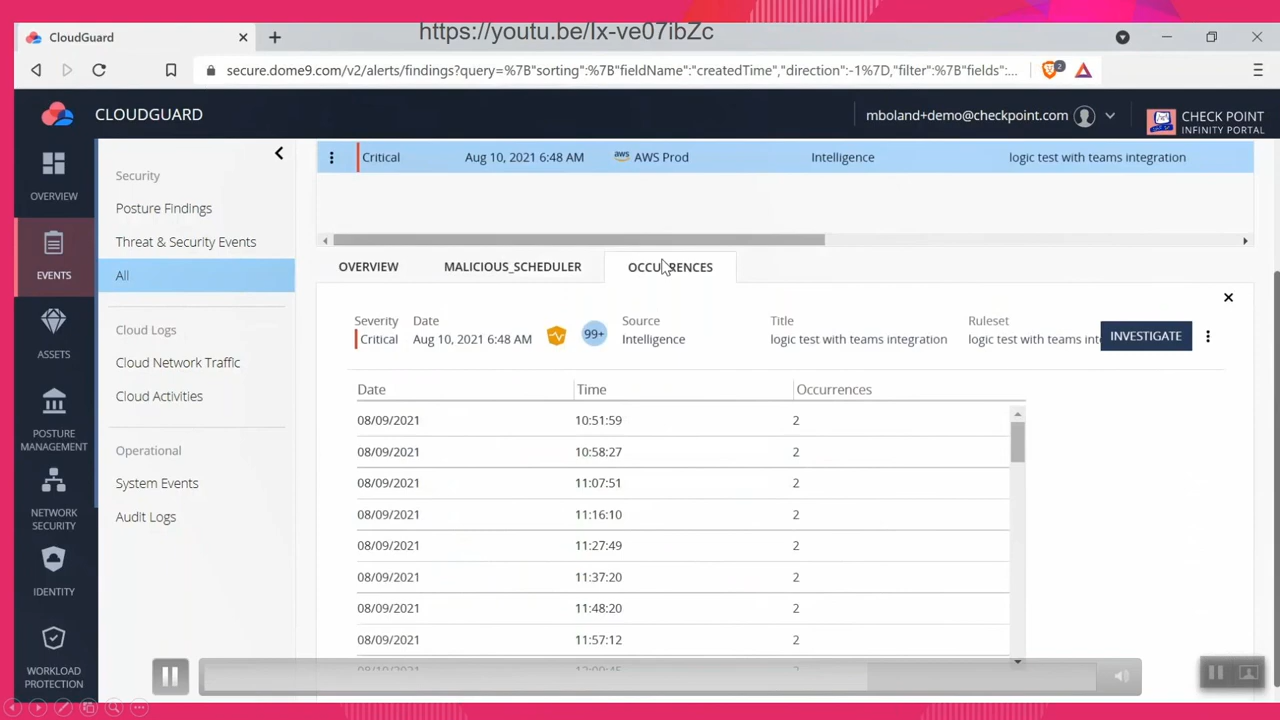 https://youtu.be/Ix-ve07ibZc
CloudGuard
secure.dome9.com/v2/alerts/findings?query=%7B"sorting":%7B"fieldName":"createdTime","direction":-1%7D,"filter":%7B"fields":...
2
CLOUDGUARD
mboland+demo@checkpoint.com
CHECK POINT
INFINITY PORTAL
OVERVIEW
EVENTS
ASSETS
POSTURE
MANAGEMENT
NETWORK
SECURITY
IDENTITY
WORKLOAD
PROTECTION
Security
Posture Findings
Threat & Security Events
All
Cloud Logs
Cloud Network Traffic
Cloud Activities
Operational
System Events
Audit Logs
Critical Aug 10, 2021 6:48 AM aws AWS Prod Intelligence logic test with teams integration
OVERVIEW MALICIOUS_SCHEDULER OCCURRENCES
Severity Date Source Title Ruleset
Critical Aug 10, 2021 6:48 AM 99+ Intelligence logic test with teams integration logic test with teams int INVESTIGATE
Date Time Occurrences
08/09/2021 10:51:59 2
08/09/2021 10:58:27 2
08/09/2021 11:07:51 2
08/09/2021 11:16:10 2
08/09/2021 11:27:49 2
08/09/2021 11:37:20 2
08/09/2021 11:48:20 2
08/09/2021 11:57:12 2